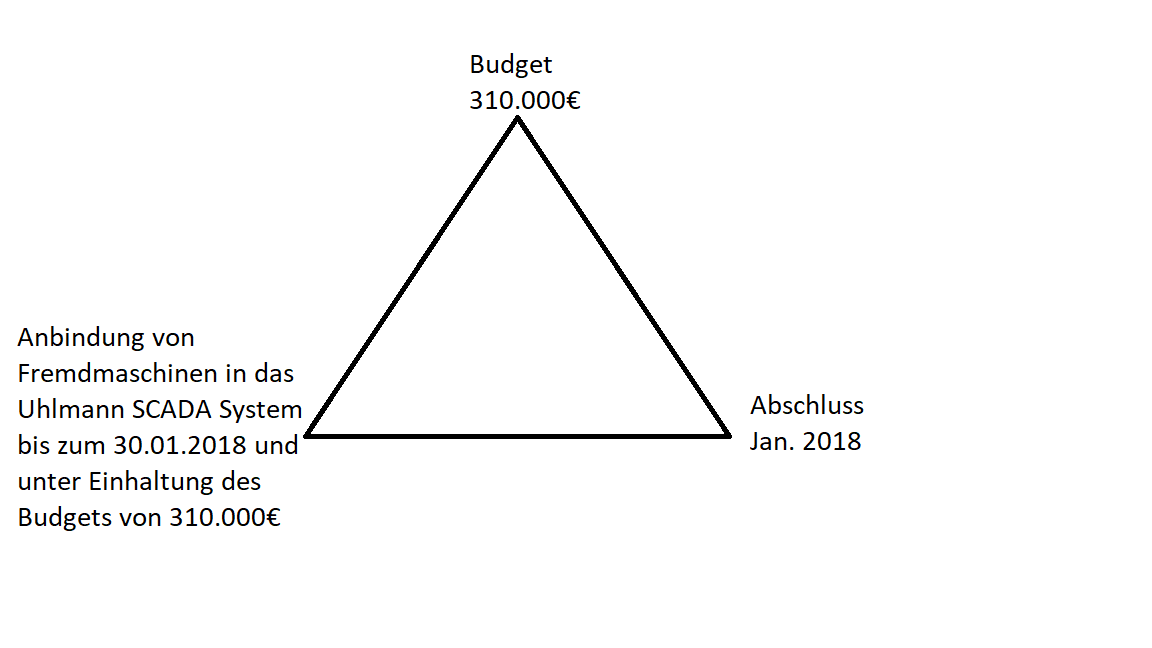 Budget
310.000€
Anbindung von
Fremdmaschinen in das
Uhlmann SCADA System
bis zum 30.01.2018 und
unter Einhaltung des
Budgets von 310.000€
Abschluss
Jan. 2018